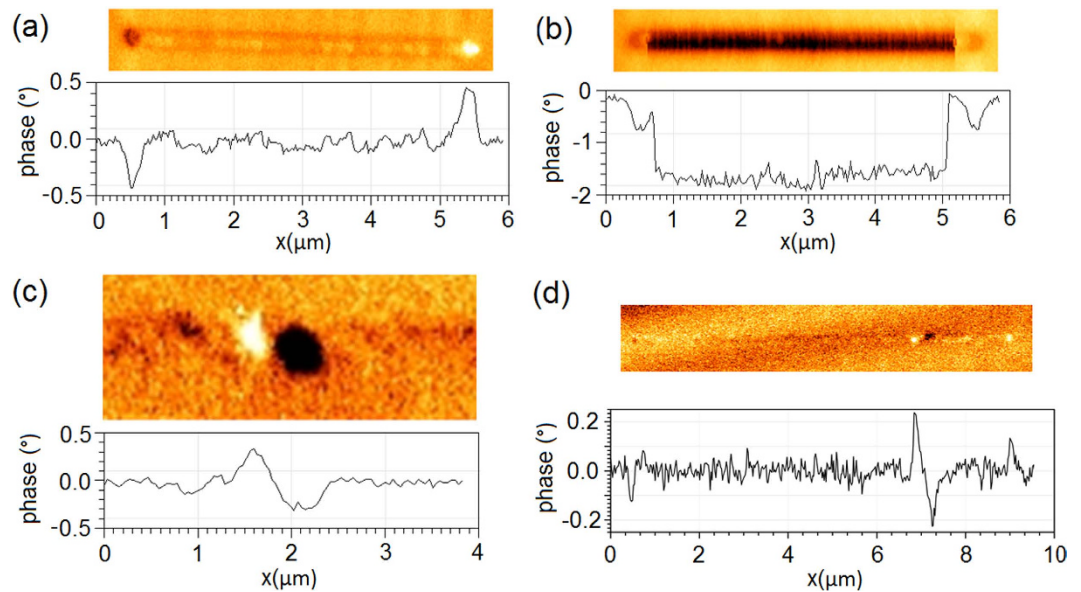 (a)
0.5
0.0
-0.5
phase (°)
0 1 2 3 4 5 6
x(μm)
(b)
0
-1
-2
phase (°)
0 1 2 3 4 5 6
x(μm)
(c)
0.5
0.0
-0.5
phase (°)
0 1 2 3 4
x(μm)
(d)
0.2
0.0
-0.2
phase (°)
0 2 4 6 8 10
x(μm)